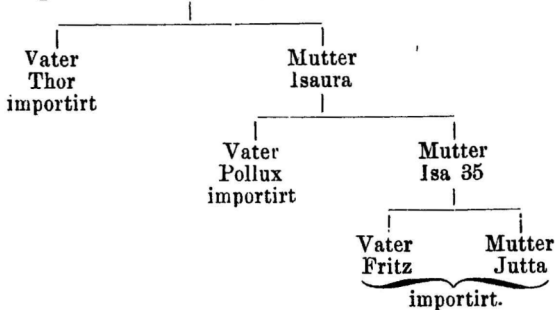 Vater Mutter
Thor Isaura
importirt
Vater Mutter
Pollux Isa 35
importirt
Vater Mutter
Fritz Jutta
importirt.